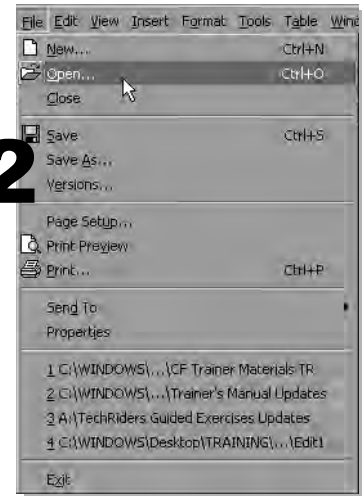 File Edit View Insert Format Tools Table Wind
New... Ctrl+N
Open... Ctrl+O
Close
2
Save Ctrl+S
Save As...
Versions...
Page Setup...
Print Preview
Print... Ctrl+P
Send To
Properties
1 C:\WINDOWS\...\CF Trainer Materials TR
2 C:\WINDOWS\...\Trainer's Manual Updates
3 A:\TechRiders Guided Exercises Updates
4 C:\WINDOWS\Desktop\TRAINING\...\Edit1
Exit